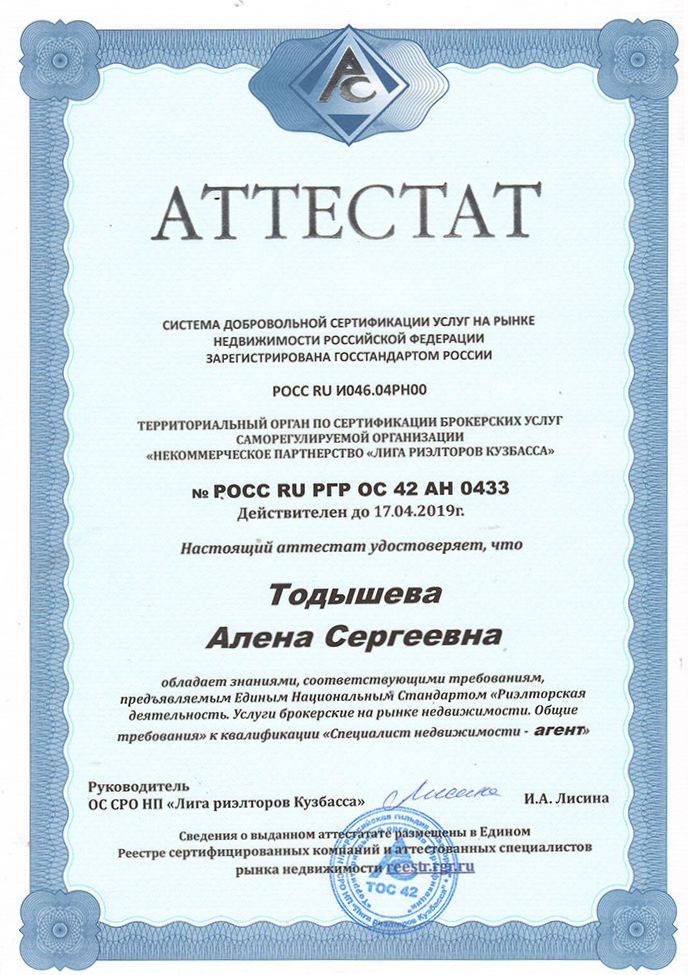 АС
АТТЕСТАТ
СИСТЕМА ДОБРОВОЛЬНОЙ СЕРТИФИКАЦИИ УСЛУГ НА РЫНКЕ
НЕДВИЖИМОСТИ РОССИЙСКОЙ ФЕДЕРАЦИИ
ЗАРЕГИСТРИРОВАНА ГОССТАНДАРТОМ РОССИИ
РОСС RU И046.04РН00
ТЕРРИТОРИАЛЬНЫЙ ОРГАН ПО СЕРТИФИКАЦИИ БРОКЕРСКИХ УСЛУГ
САМОРЕГУЛИРУЕМОЙ ОРГАНИЗАЦИИ
«НЕКОММЕРЧЕСКОЕ ПАРТНЕРСТВО «ЛИГА РИЭЛТОРОВ КУЗБАССА»
№ РОСС RU РГР ОС 42 АН 0433
Действителен до 17.04.2019г.
Настоящий аттестат удостоверяет, что
Тодышева
Алена Сергеевна
обладает знаниями, соответствующими требованиям,
предъявляемым Единым Национальным Стандартом «Риэлторская
деятельность. Услуги брокерские на рынке недвижимости. Общие
требования» к квалификации «Специалист недвижимости - агент»
Руководитель
ОС СРО НП «Лига риэлторов Кузбасса» Лисина И.А. Лисина
Сведения о выданном аттестатате размещены в Едином
Реестре сертифицированных компаний и аттестованных специалистов
рынка недвижимости reestr.rgr.ru
ТОС 42